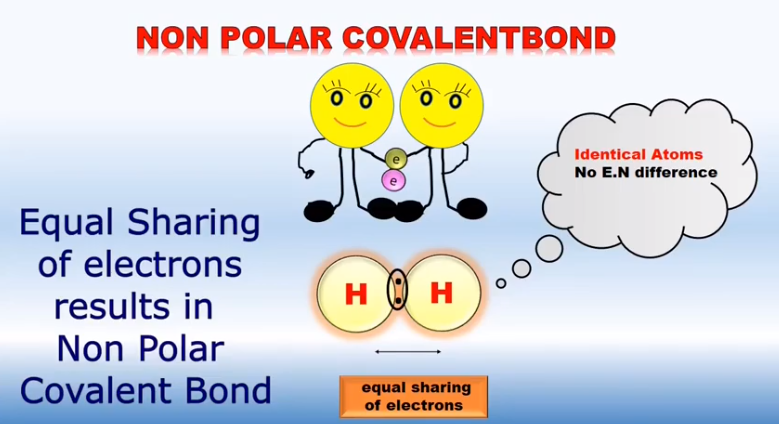 NON POLAR COVALENTBOND
e
e
Identical Atoms
No E.N difference
Equal Sharing
of electrons
results in
Non Polar
Covalent Bond
H H
equal sharing
of electrons